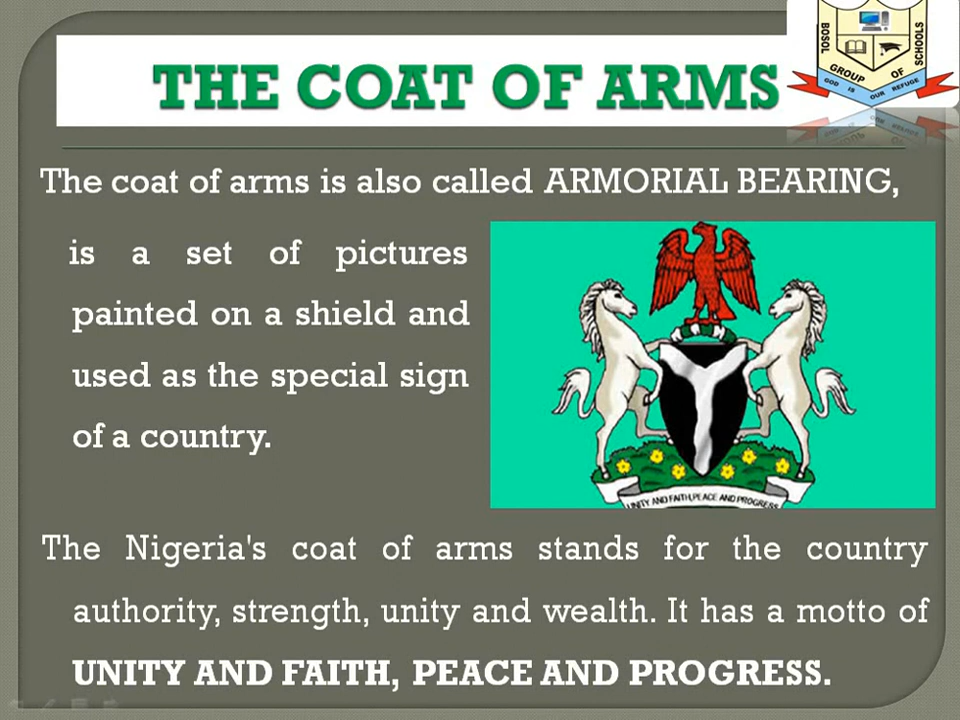 THE COAT OF ARMS
BOSOL GROUP OF SCHOOLS
GOD IS OUR REFUGE
The coat of arms is also called ARMORIAL BEARING,
is a set of pictures
painted on a shield and
used as the special sign
of a country.
UNITY AND FAITH,PEACE AND PROGRESS
The Nigeria's coat of arms stands for the country
authority, strength, unity and wealth. It has a motto of
UNITY AND FAITH, PEACE AND PROGRESS.